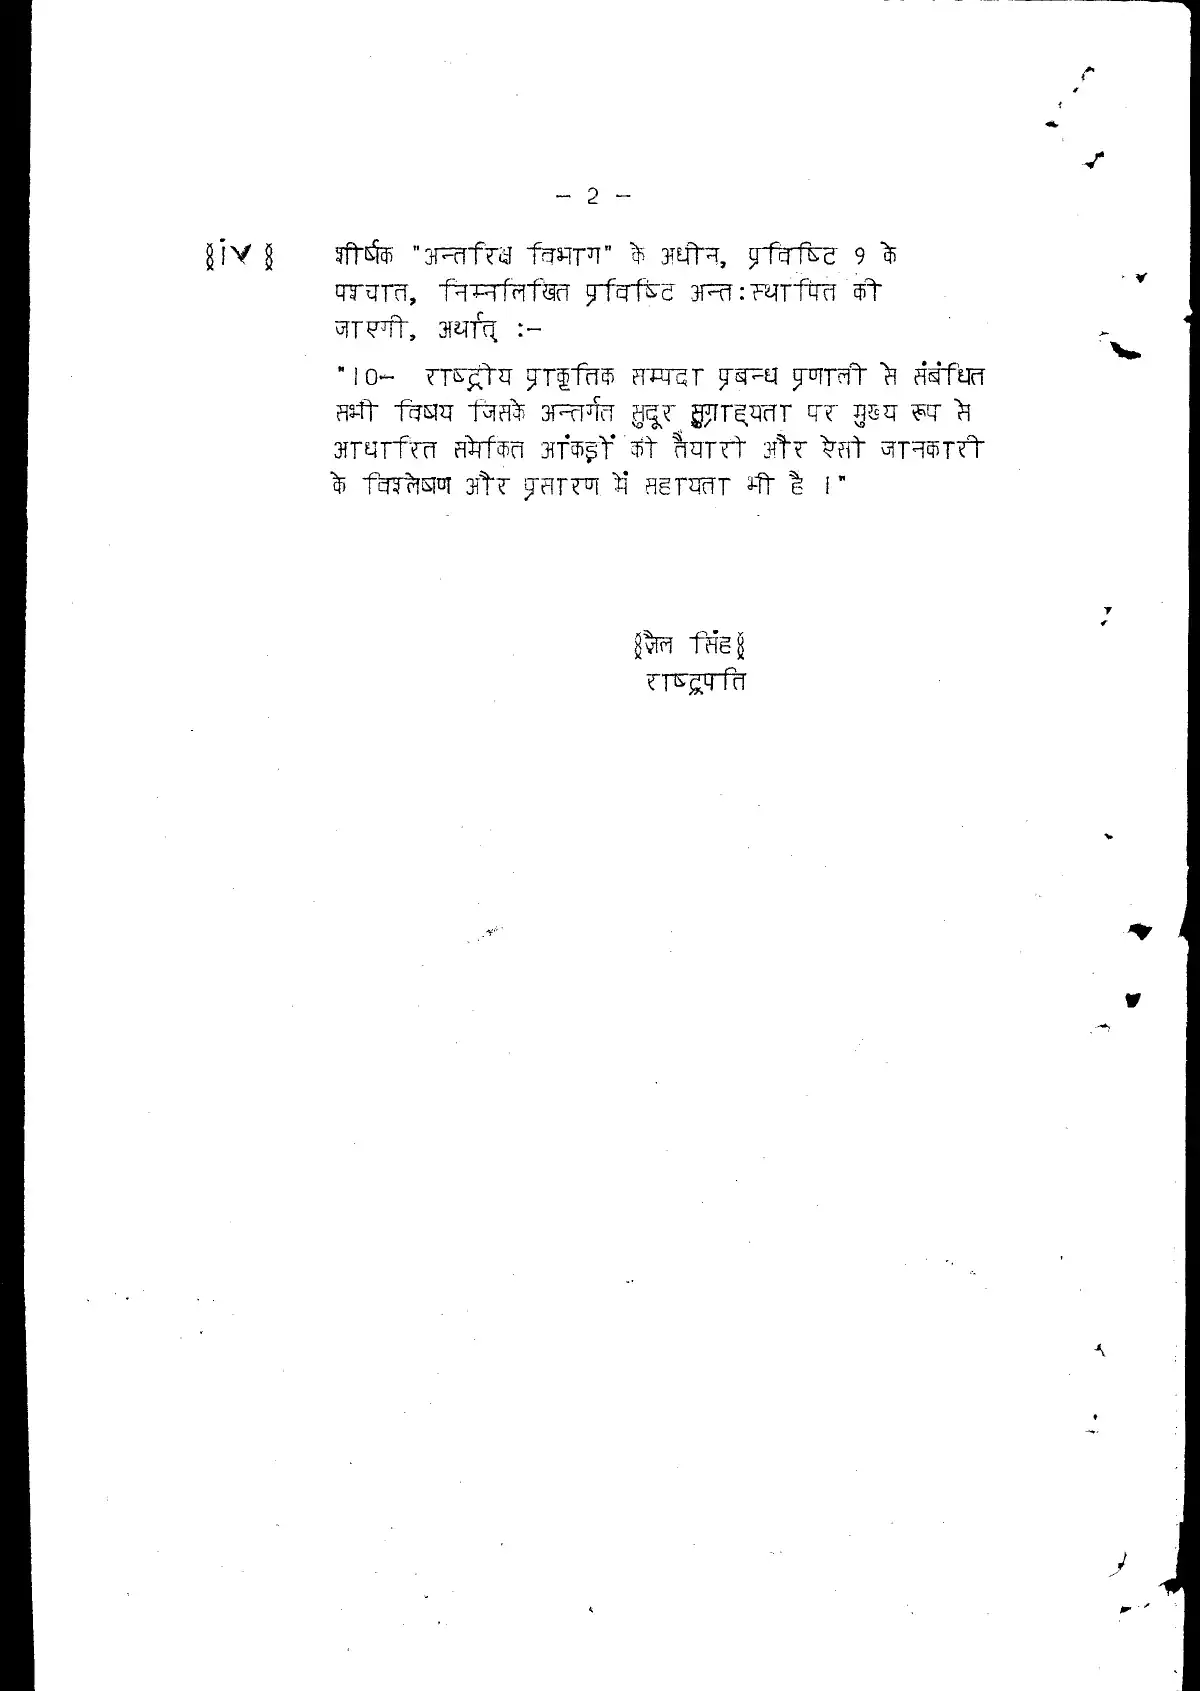 - 2 -
§iv§ शीर्षक "अन्तरिक्ष विभाग" के अधीन, प्रविष्टि 9 के
पश्चात, निम्नलिखित प्रविष्टि अन्त:स्थापित की
जाएगी, अर्थात् :-
"10- राष्ट्रीय प्राकृतिक सम्पदा प्रबन्ध प्रणाली से संबंधित
सभी विषय जिसके अन्तर्गत सुदूर सुग्राह्यता पर मुख्य रूप से
आधारित समेकित आंकड़ों की तैयारी और ऐसी जानकारी
के विश्लेषण और प्रसारण में सहायता भी है ।"
§ज़ैल सिंह§
राष्ट्रपति